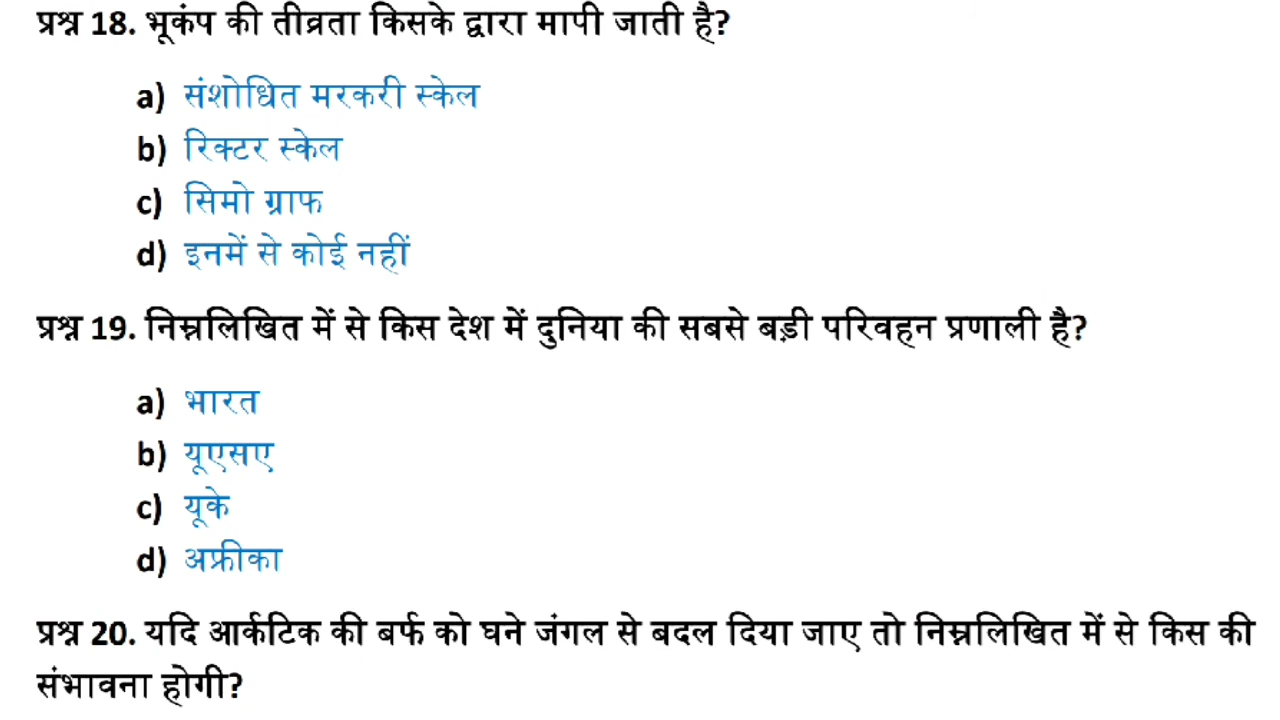 प्रश्न 18. भूकंप की तीव्रता किसके द्वारा मापी जाती है?
a) संशोधित मरकरी स्केल
b) रिक्टर स्केल
c) सिमो ग्राफ
d) इनमें से कोई नहीं
प्रश्न 19. निम्नलिखित में से किस देश में दुनिया की सबसे बड़ी परिवहन प्रणाली है?
a) भारत
b) यूएसए
c) यूके
d) अफ्रीका
प्रश्न 20. यदि आर्कटिक की बर्फ को घने जंगल से बदल दिया जाए तो निम्नलिखित में से किस की
संभावना होगी?